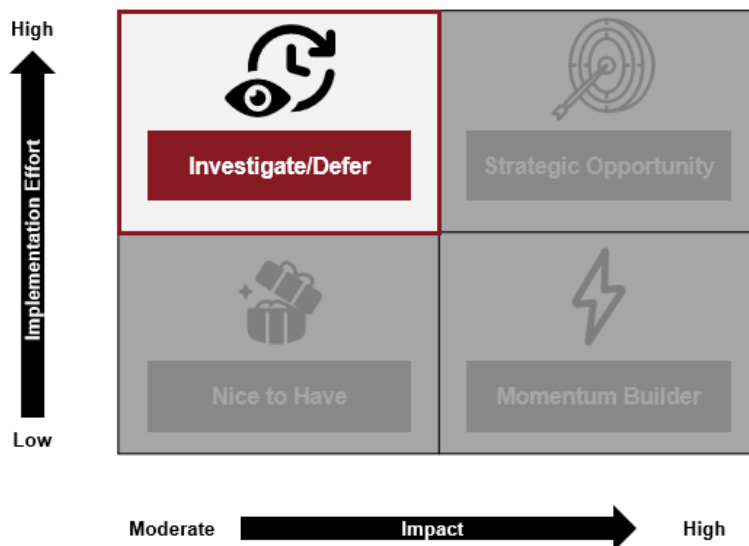 High
Implementation Effort
Low
Investigate/Defer
Strategic Opportunity
Nice to Have
Momentum Builder
Moderate
Impact
High